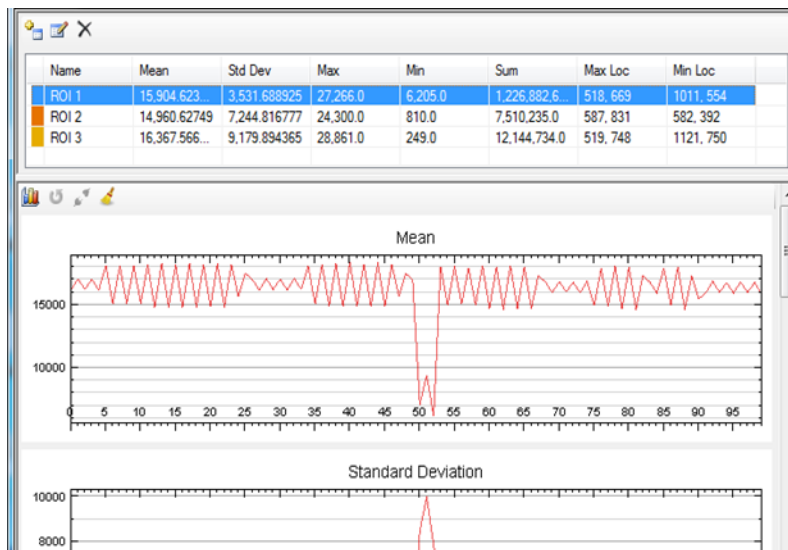 Name Mean Std Dev Max Min Sum Max Loc Min Loc
ROI 1 15,904.623... 3,531.688925 27,266.0 6,205.0 1,226,882,6... 518, 669 1011, 554
ROI 2 14,960.62749 7,244.816777 24,300.0 810.0 7,510,235.0 587, 831 582, 392
ROI 3 16,367.566... 9,179.894365 28,861.0 249.0 12,144,734.0 519, 748 1121, 750
Mean
15000
10000
0 5 10 15 20 25 30 35 40 45 50 55 60 65 70 75 80 85 90 95
Standard Deviation
10000
8000